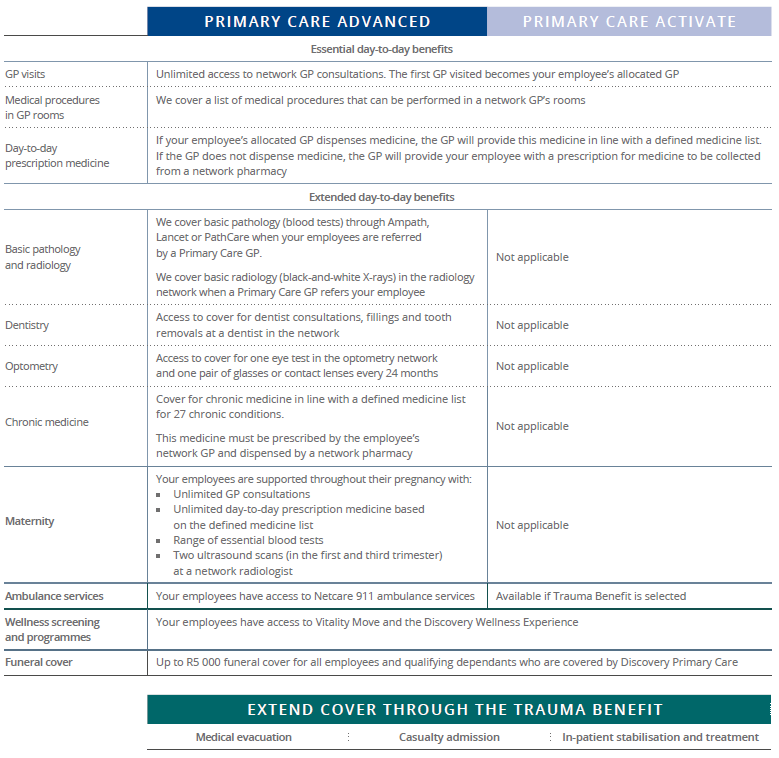 PRIMARY CARE ADVANCED
PRIMARY CARE ACTIVATE
Essential day-to-day benefits
GP visits
Unlimited access to network GP consultations. The first GP visited becomes your employee’s allocated GP
Medical procedures
in GP rooms
We cover a list of medical procedures that can be performed in a network GP’s rooms
Day-to-day
prescription medicine
If your employee’s allocated GP dispenses medicine, the GP will provide this medicine in line with a defined medicine list.
If the GP does not dispense medicine, the GP will provide your employee with a prescription for medicine to be collected
from a network pharmacy
Extended day-to-day benefits
Basic pathology
and radiology
We cover basic pathology (blood tests) through Ampath,
Lancet or PathCare when your employees are referred
by a Primary Care GP.
We cover basic radiology (black-and-white X-rays) in the radiology
network when a Primary Care GP refers your employee
Not applicable
Dentistry
Access to cover for dentist consultations, fillings and tooth
removals at a dentist in the network
Not applicable
Optometry
Access to cover for one eye test in the optometry network
and one pair of glasses or contact lenses every 24 months
Not applicable
Chronic medicine
Cover for chronic medicine in line with a defined medicine list
for 27 chronic conditions.
This medicine must be prescribed by the employee’s
network GP and dispensed by a network pharmacy
Not applicable
Maternity
Your employees are supported throughout their pregnancy with:
▪ Unlimited GP consultations
▪ Unlimited day-to-day prescription medicine based
on the defined medicine list
▪ Range of essential blood tests
▪ Two ultrasound scans (in the first and third trimester)
at a network radiologist
Not applicable
Ambulance services
Your employees have access to Netcare 911 ambulance services
Available if Trauma Benefit is selected
Wellness screening
and programmes
Your employees have access to Vitality Move and the Discovery Wellness Experience
Funeral cover
Up to R5 000 funeral cover for all employees and qualifying dependants who are covered by Discovery Primary Care
EXTEND COVER THROUGH THE TRAUMA BENEFIT
Medical evacuation
Casualty admission
In-patient stabilisation and treatment